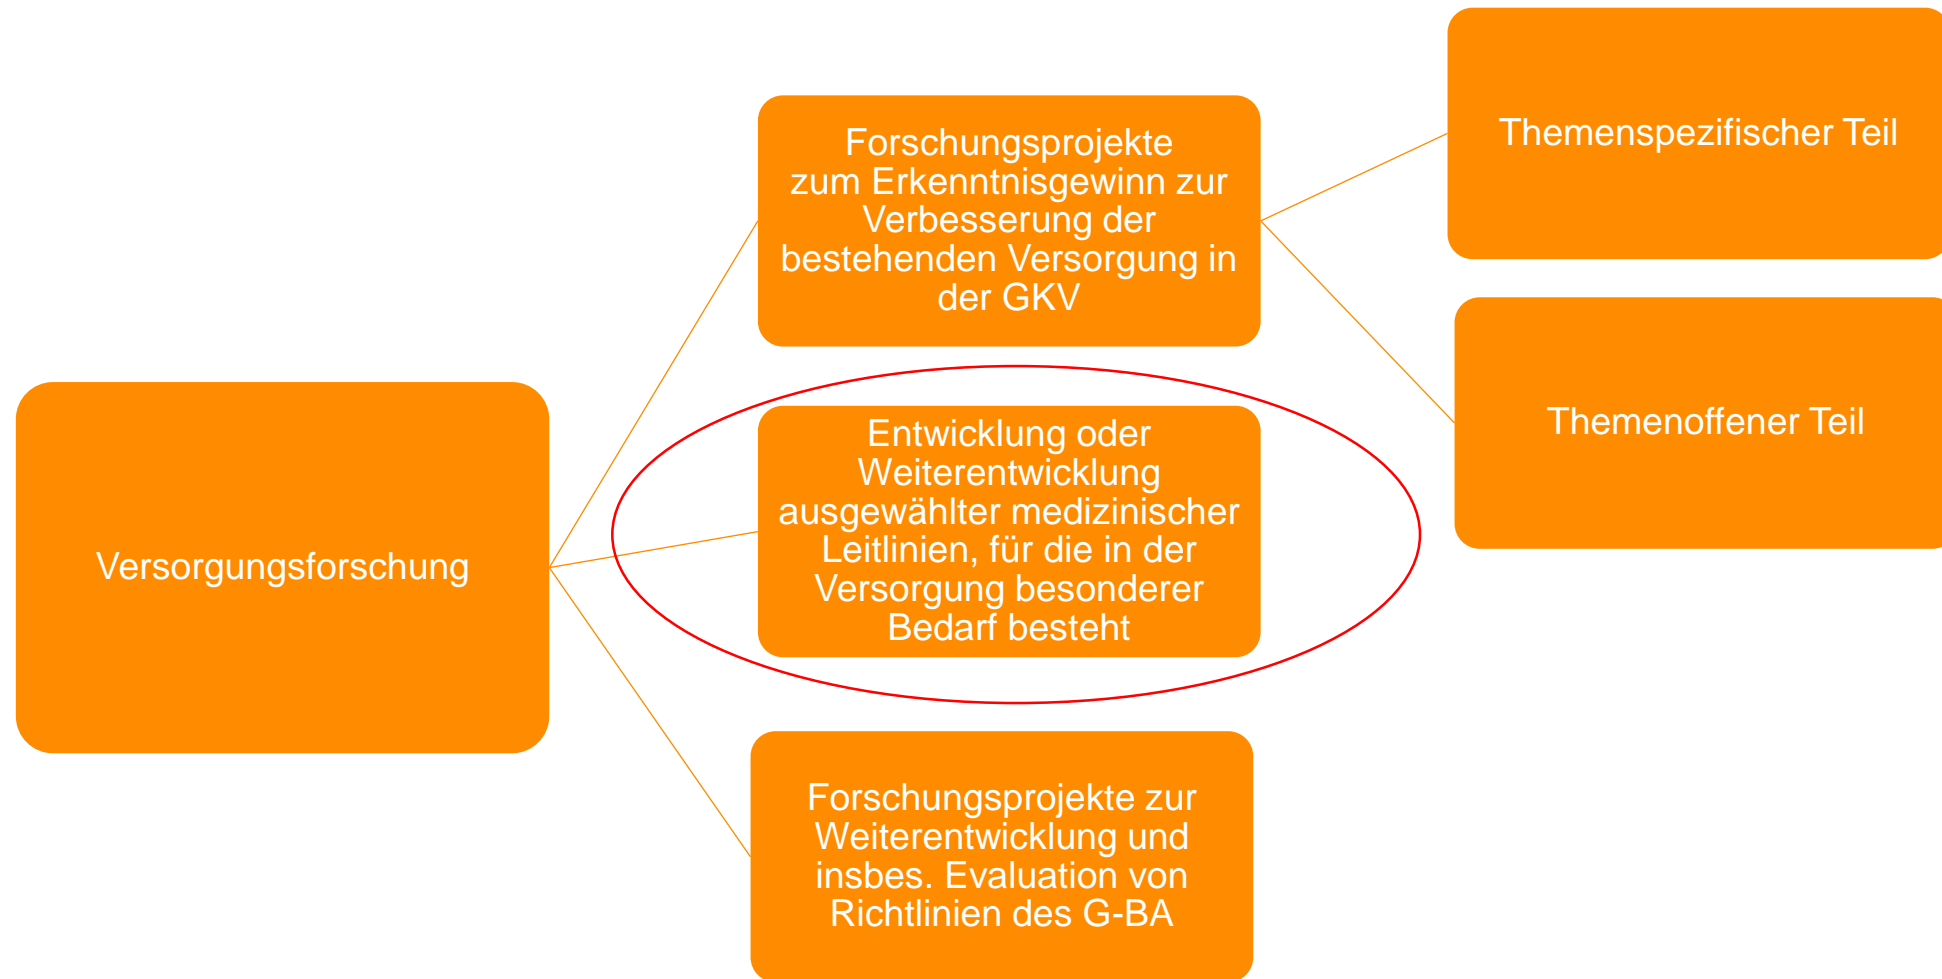 Versorgungsforschung
Forschungsprojekte
zum Erkenntnisgewinn zur
Verbesserung der
bestehenden Versorgung in
der GKV
Themenspezifischer Teil
Themenoffener Teil
Entwicklung oder
Weiterentwicklung
ausgewählter medizinischer
Leitlinien, für die in der
Versorgung besonderer
Bedarf besteht
Forschungsprojekte zur
Weiterentwicklung und
insbes. Evaluation von
Richtlinien des G-BA